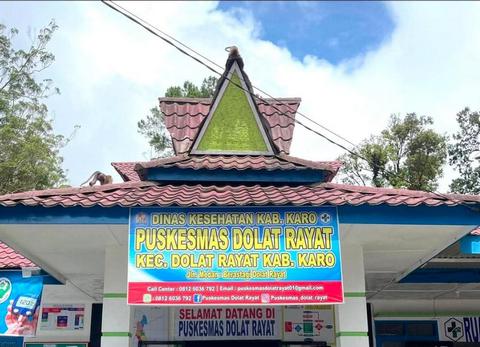 DINAS KESEHATAN KAB. KARO
PUSKESMAS DOLAT RAYAT
KEC. DOLAT RAYAT KAB. KARO
Jln Medan - Berastagi Dolat Rayat
Call Center : 0812 6036 792 | Email : puskesmasdolatrayat01@gmail.com
0812 6036 792 Puskesmas Dolat Rayat Puskesmas_dolat_rayat
SELAMAT DATANG DI
PUSKESMAS DOLAT RAYAT
RU